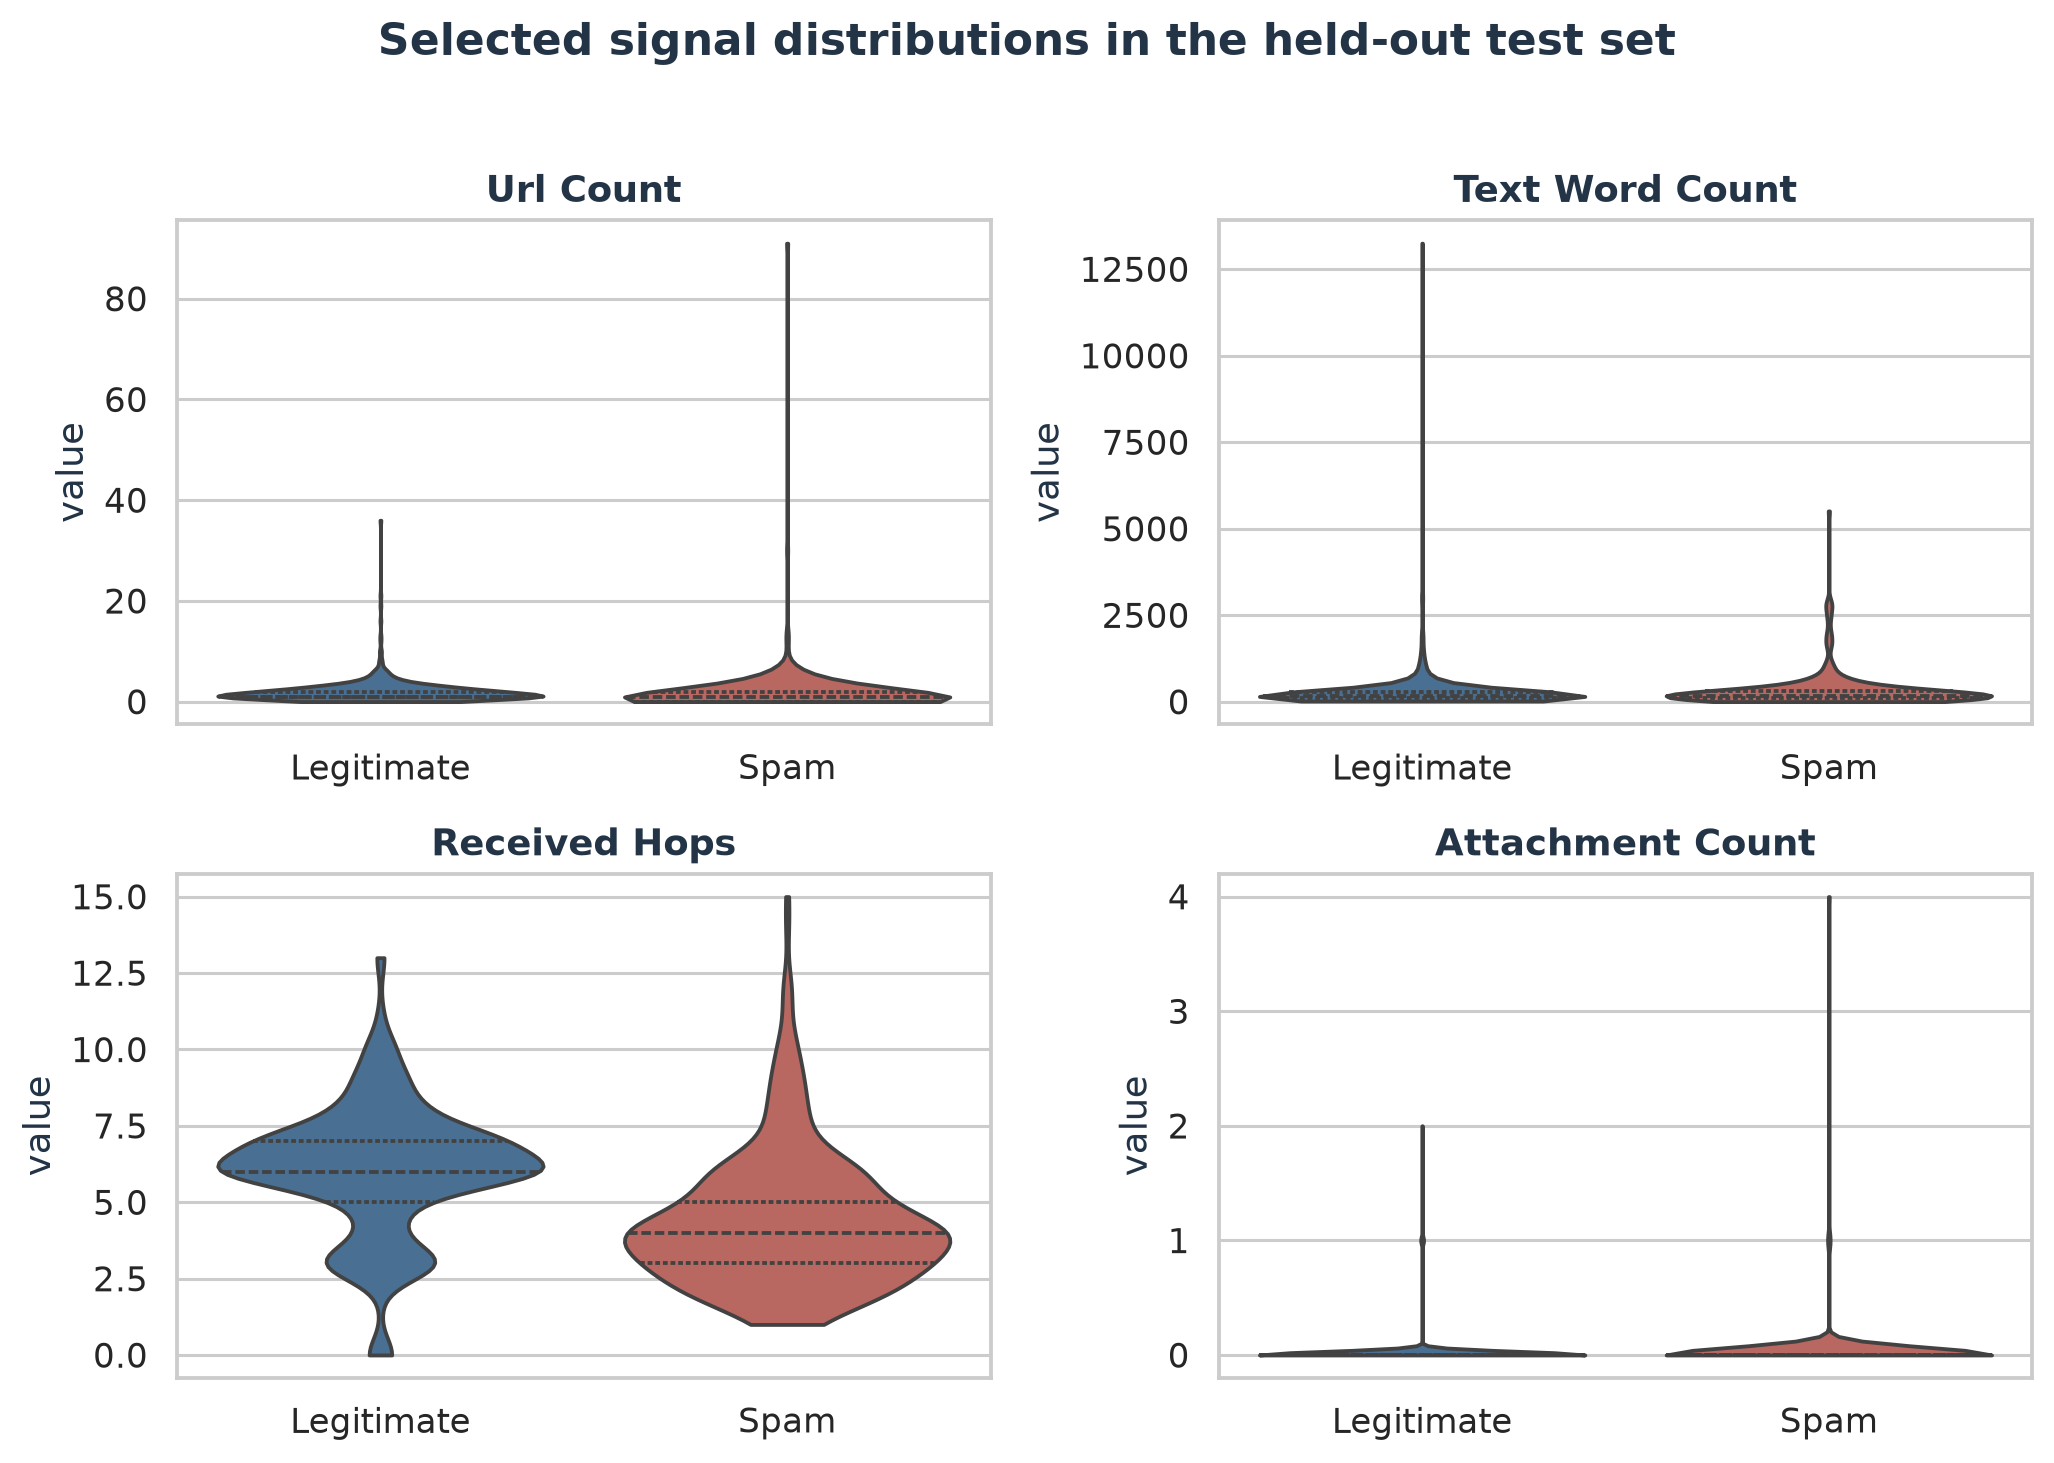 Selected signal distributions in the held-out test set
Url Count
value
80
60
40
20
0
Legitimate
Spam
Text Word Count
value
12500
10000
7500
5000
2500
0
Legitimate
Spam
Received Hops
value
15.0
12.5
10.0
7.5
5.0
2.5
0.0
Legitimate
Spam
Attachment Count
value
4
3
2
1
0
Legitimate
Spam